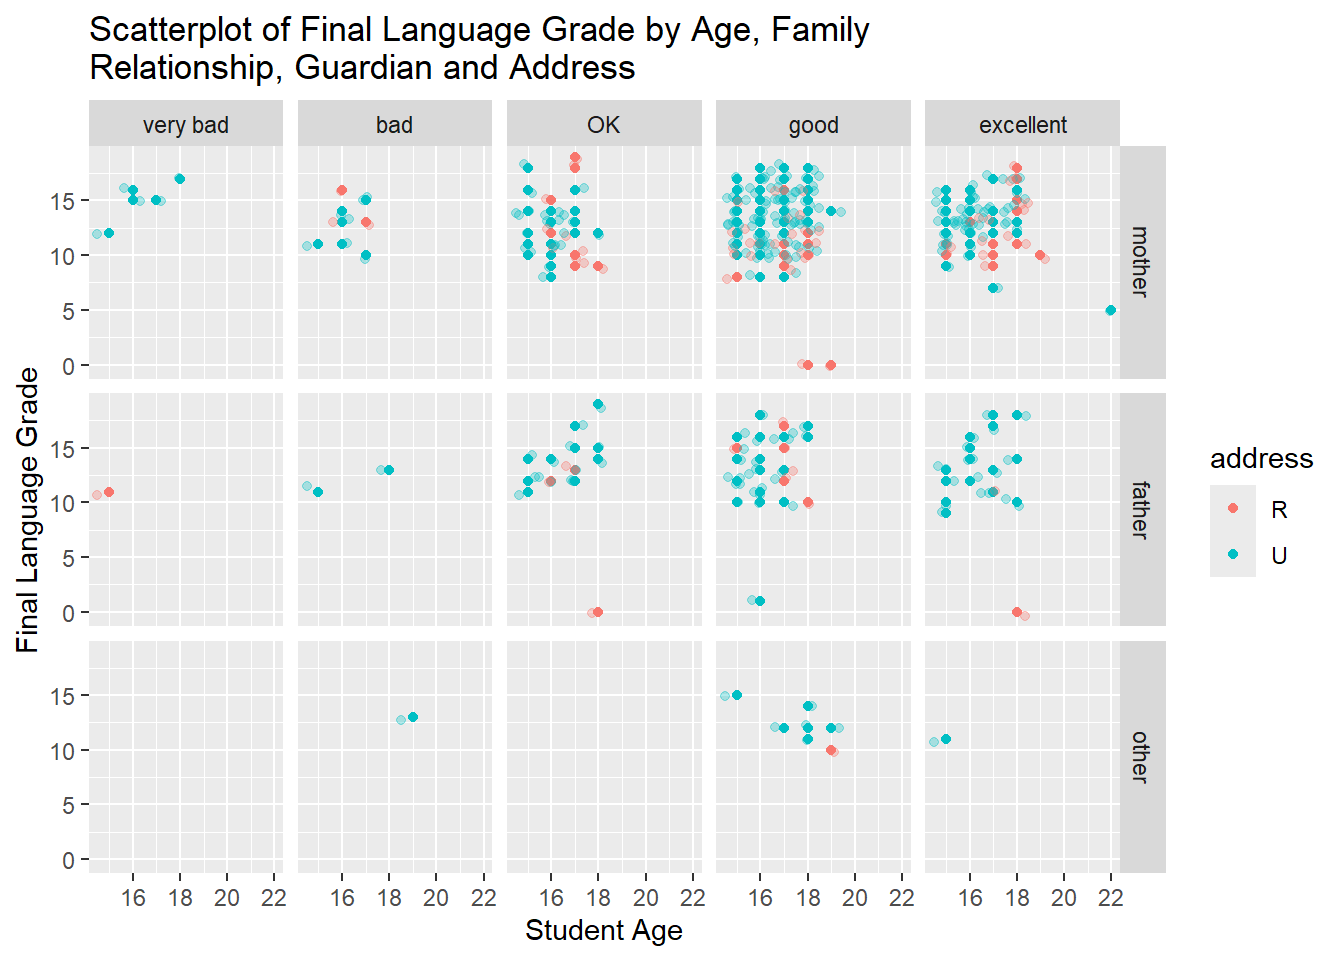 Scatterplot of Final Language Grade by Age, Family
Relationship, Guardian and Address
very bad
bad
OK
good
excellent
15
10
5
0
mother
15
10
5
0
father
15
10
5
0
other
16 18 20 22
16 18 20 22
16 18 20 22
16 18 20 22
16 18 20 22
Student Age
Final Language Grade
address
R
U